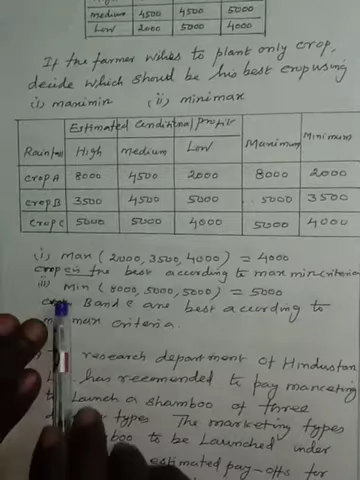 medium 4500 4500 5000
Low 2000 5000 4000
If the farmer wishes to plant only crop,
decide which should be his best crop using
(i) maximin (ii) minimax
Estimated conditional profits
Rainfall High medium Low Maximum Minimum
crop A 8000 4500 2000 8000 2000
crop B 3500 4500 5000 5000 3500
crop C 5000 5000 4000 5000 4000
(i) max (2000, 3500, 4000) = 4000
crop c is the best according to max min criteria
(ii) Min (8000, 5000, 5000) = 5000
B and C are best according to
max criteria.
research department of Hindustan
has recomended to pay
Launch a shamboo of three
types The marketing types
to be Launched under
estimated pay-offs for